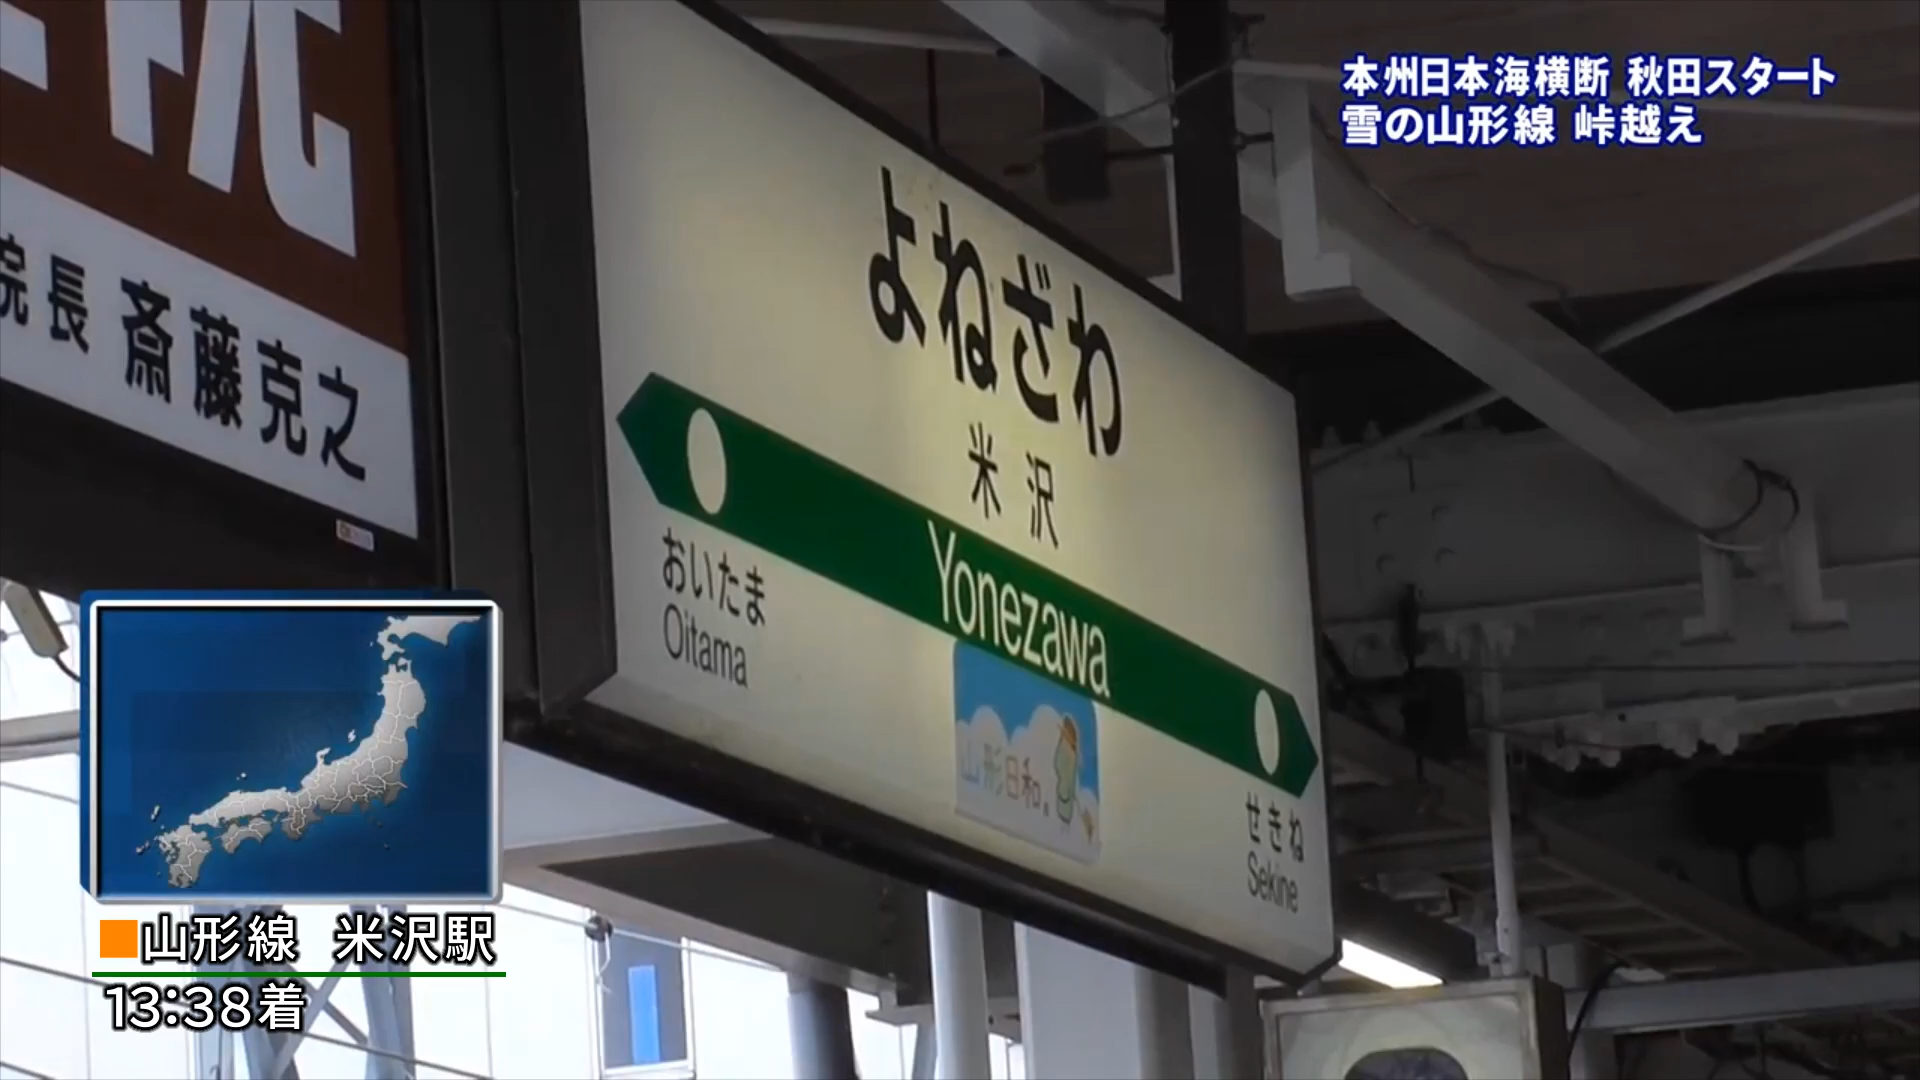 本州日本海横断 秋田スタート
雪の山形線 峠越え
院長 斎藤克之
よねざわ
米沢
Yonezawa
おいたま
Oitama
せきね
Sekine
山形日和。
山形線 米沢駅
13:38着